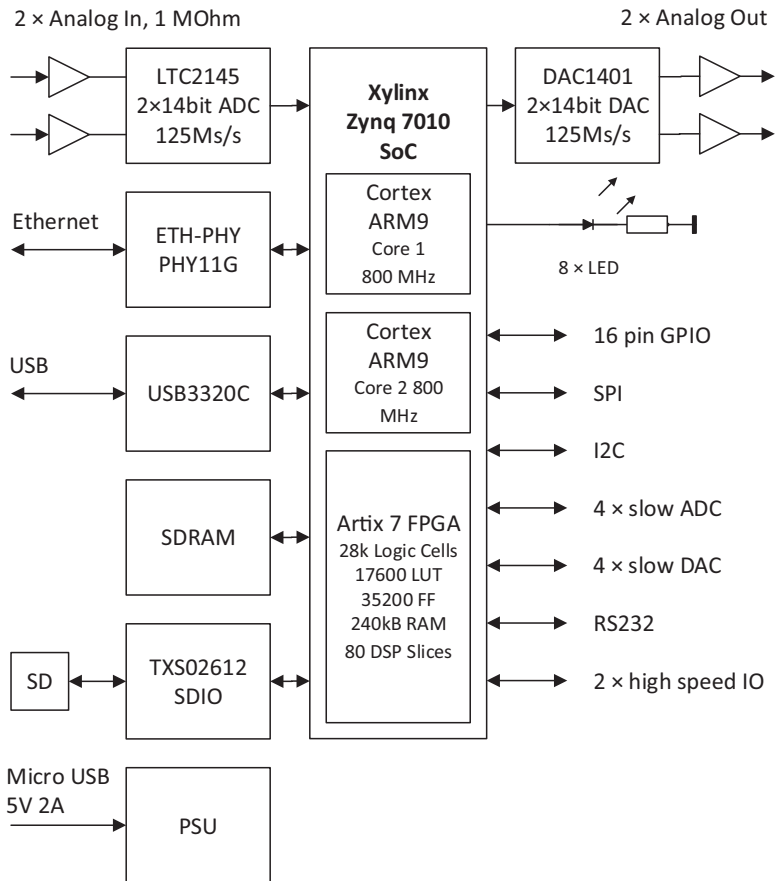 2 × Analog In, 1 MOhm
2 × Analog Out
LTC2145
2×14bit ADC
125Ms/s
Xylinx
Zynq 7010
SoC
DAC1401
2×14bit DAC
125Ms/s
Ethernet
ETH-PHY
PHY11G
Cortex
ARM9
Core 1
800 MHz
8 × LED
USB
USB3320C
Cortex
ARM9
Core 2 800
MHz
16 pin GPIO
SPI
I2C
4 × slow ADC
4 × slow DAC
RS232
2 × high speed IO
SDRAM
Artix 7 FPGA
28k Logic Cells
17600 LUT
35200 FF
240kB RAM
80 DSP Slices
SD
TXS02612
SDIO
Micro USB
5V 2A
PSU